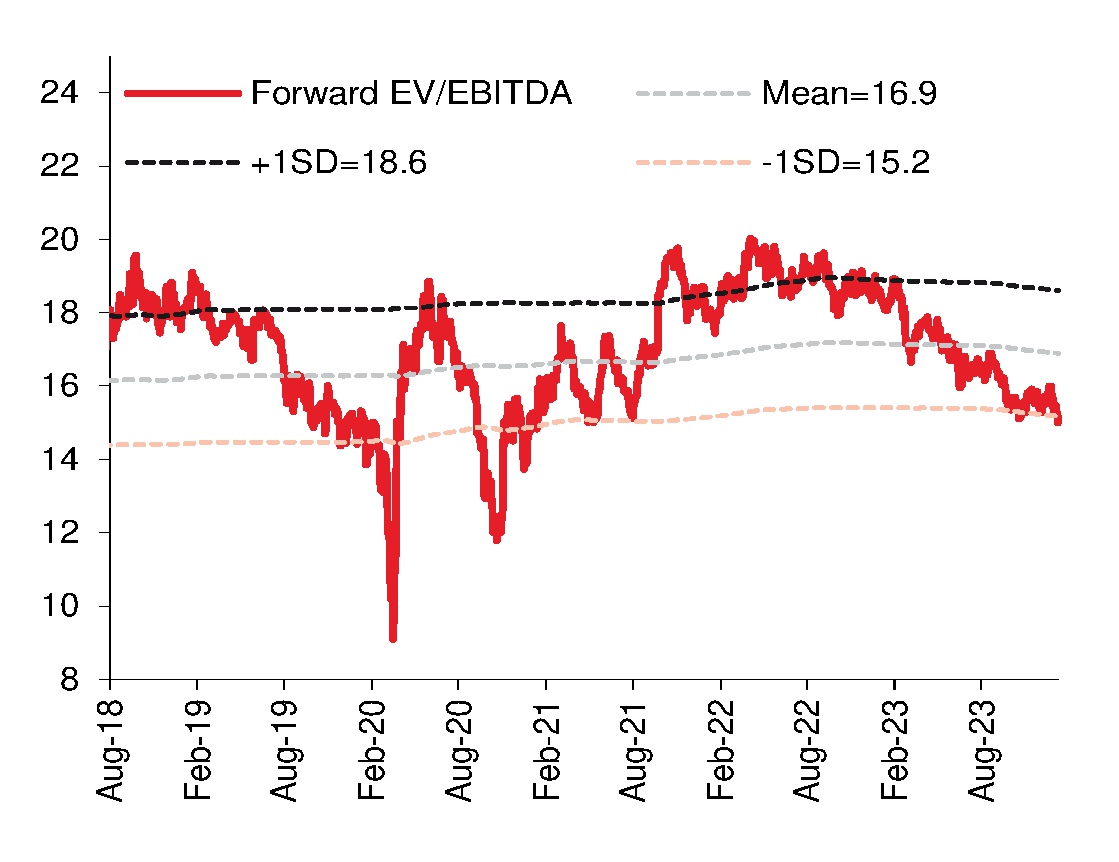 Forward EV/EBITDA
Mean=16.9
+1SD=18.6
-1SD=15.2
24
22
20
18
16
14
12
10
8
Aug-18
Feb-19
Aug-19
Feb-20
Aug-20
Feb-21
Aug-21
Feb-22
Aug-22
Feb-23
Aug-23